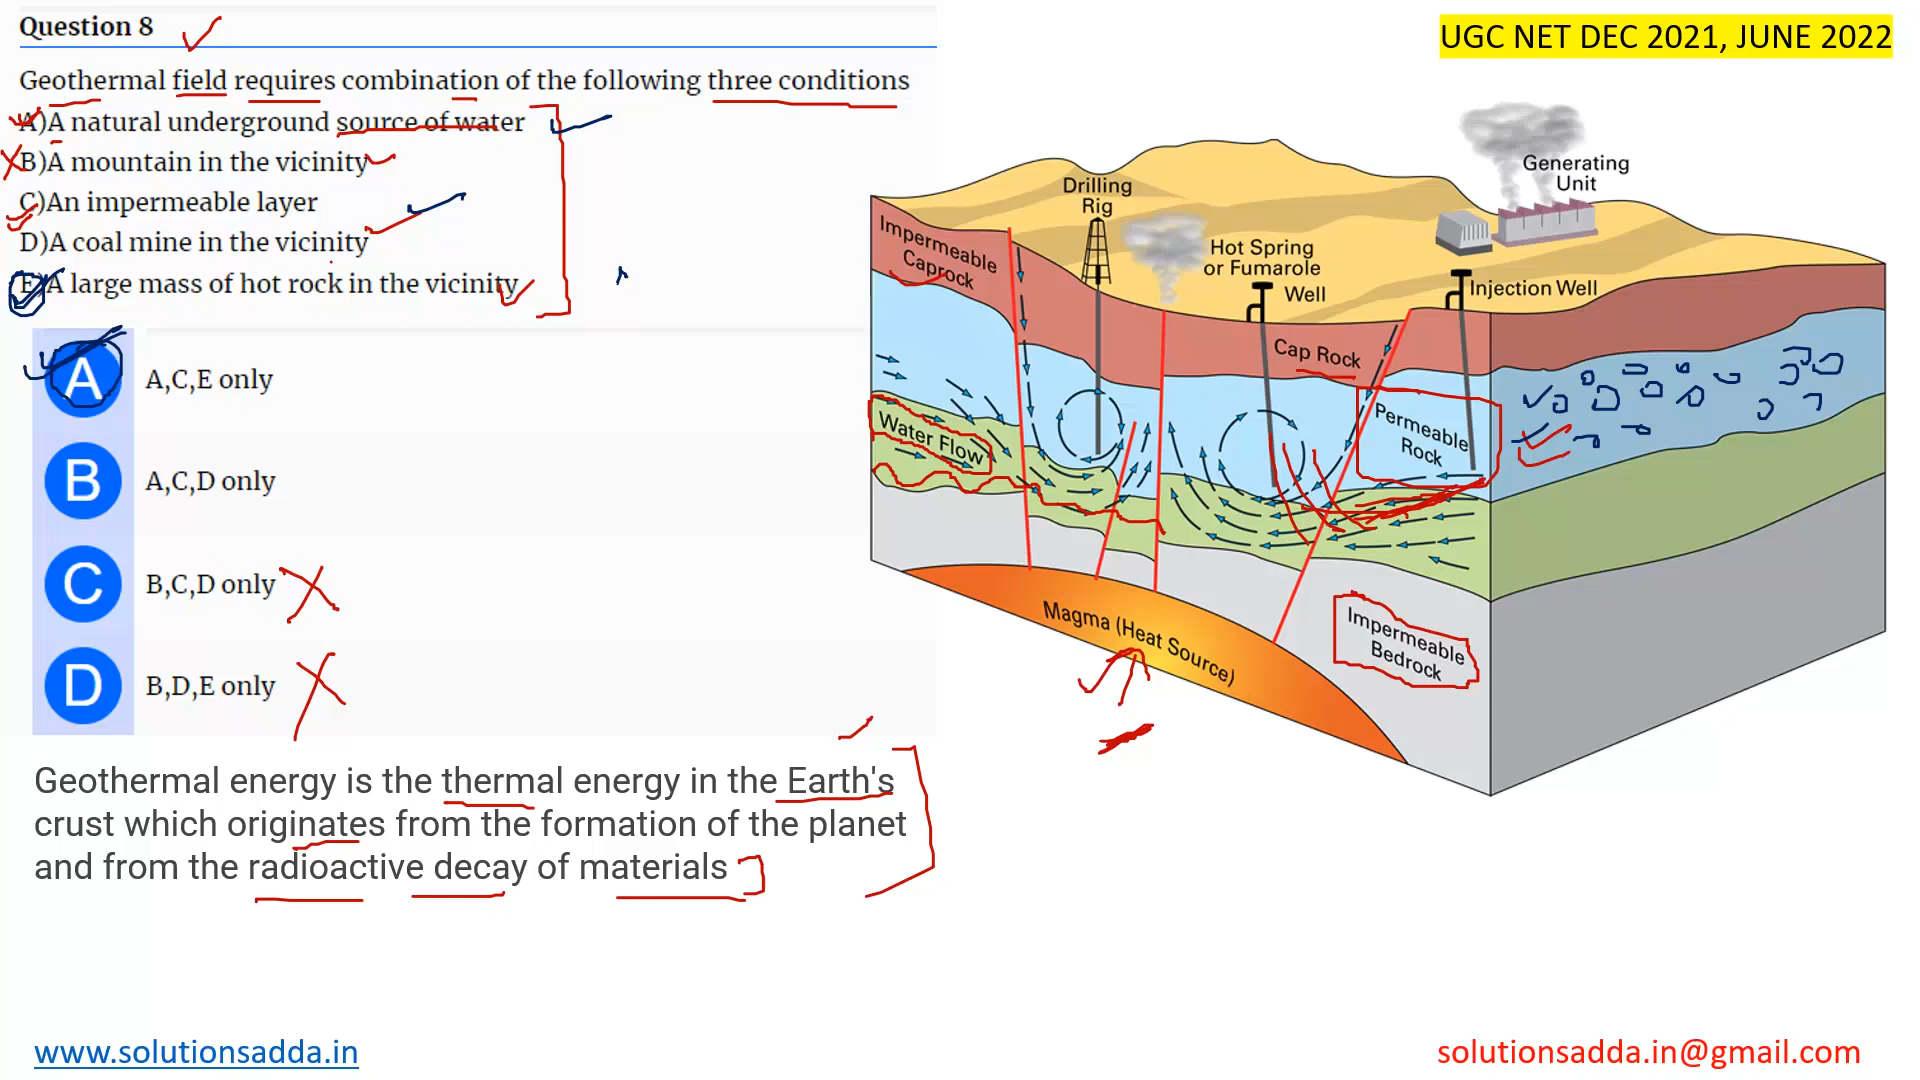 Question 8
UGC NET DEC 2021, JUNE 2022
Geothermal field requires combination of the following three conditions
A)A natural underground source of water
B)A mountain in the vicinity
C)An impermeable layer
D)A coal mine in the vicinity
E)A large mass of hot rock in the vicinity
A
A,C,E only
B
A,C,D only
C
B,C,D only
D
B,D,E only
Geothermal energy is the thermal energy in the Earth's
crust which originates from the formation of the planet
and from the radioactive decay of materials
Generating
Unit
Drilling
Rig
Impermeable
Caprock
Hot Spring
or Fumarole
Well
Injection Well
Cap Rock
Permeable
Rock
Water Flow
Magma (Heat Source)
Impermeable
Bedrock
www.solutionsadda.in
solutionsadda.in@gmail.com